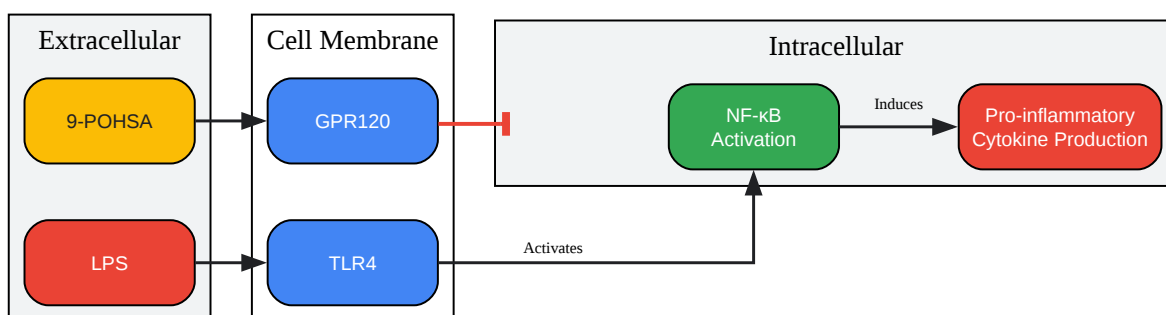 Extracellular
Cell Membrane
Intracellular
9-POHSA
GPR120
NF-κB
Activation
Induces
Pro-inflammatory
Cytokine Production
LPS
TLR4
Activates